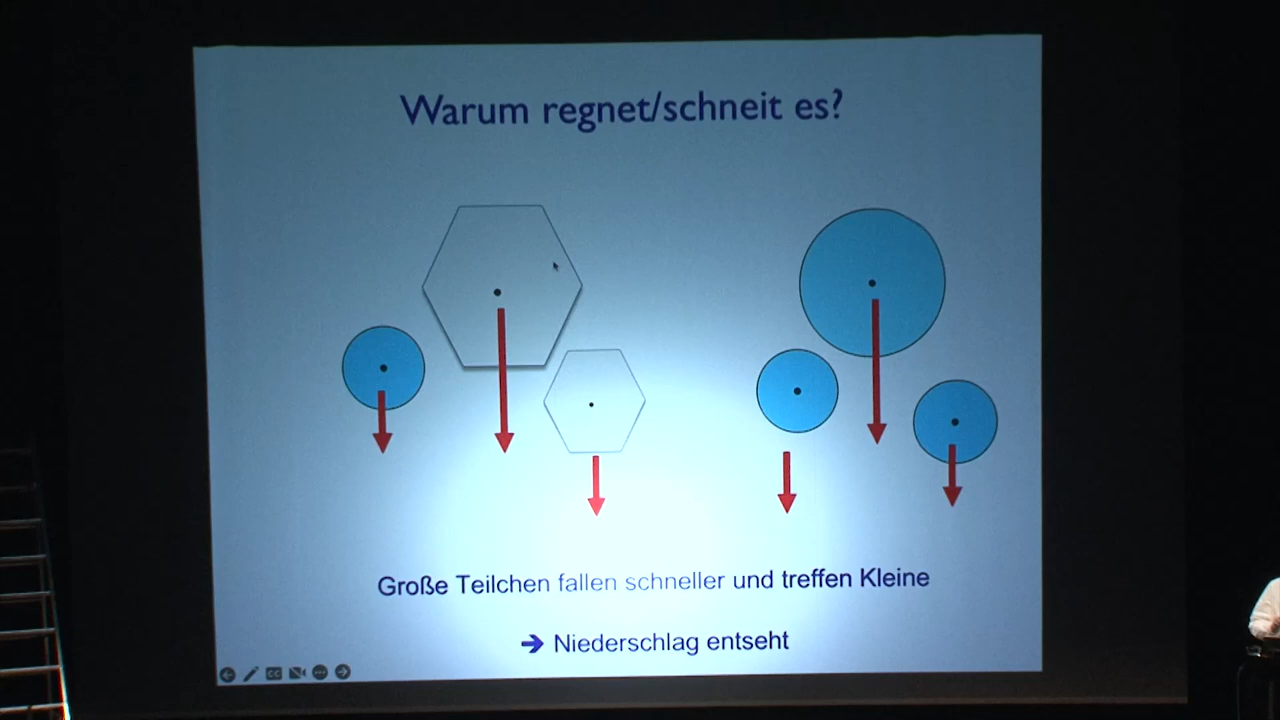 Warum regnet/schneit es?
Große Teilchen fallen schneller und treffen Kleine
➔ Niederschlag entseht